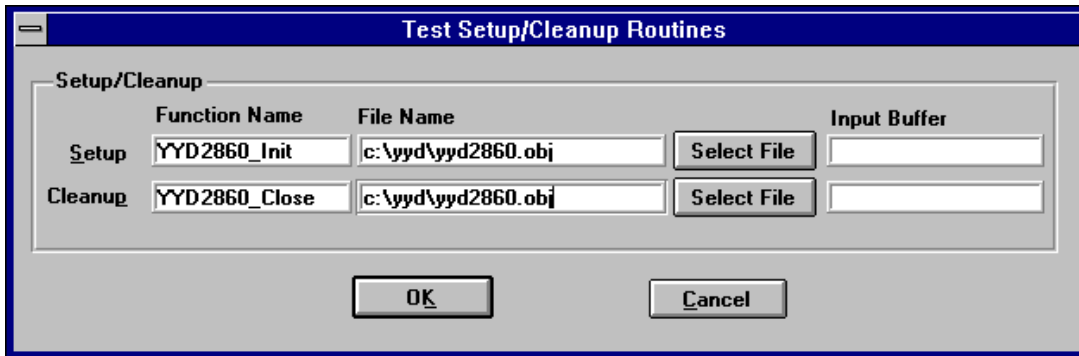 Test Setup/Cleanup Routines
Setup/Cleanup
Function Name File Name Input Buffer
Setup YYD2860_Init c:\yyd\yyd2860.obj Select File
Cleanup YYD2860_Close c:\yyd\yyd2860.obj Select File
OK Cancel